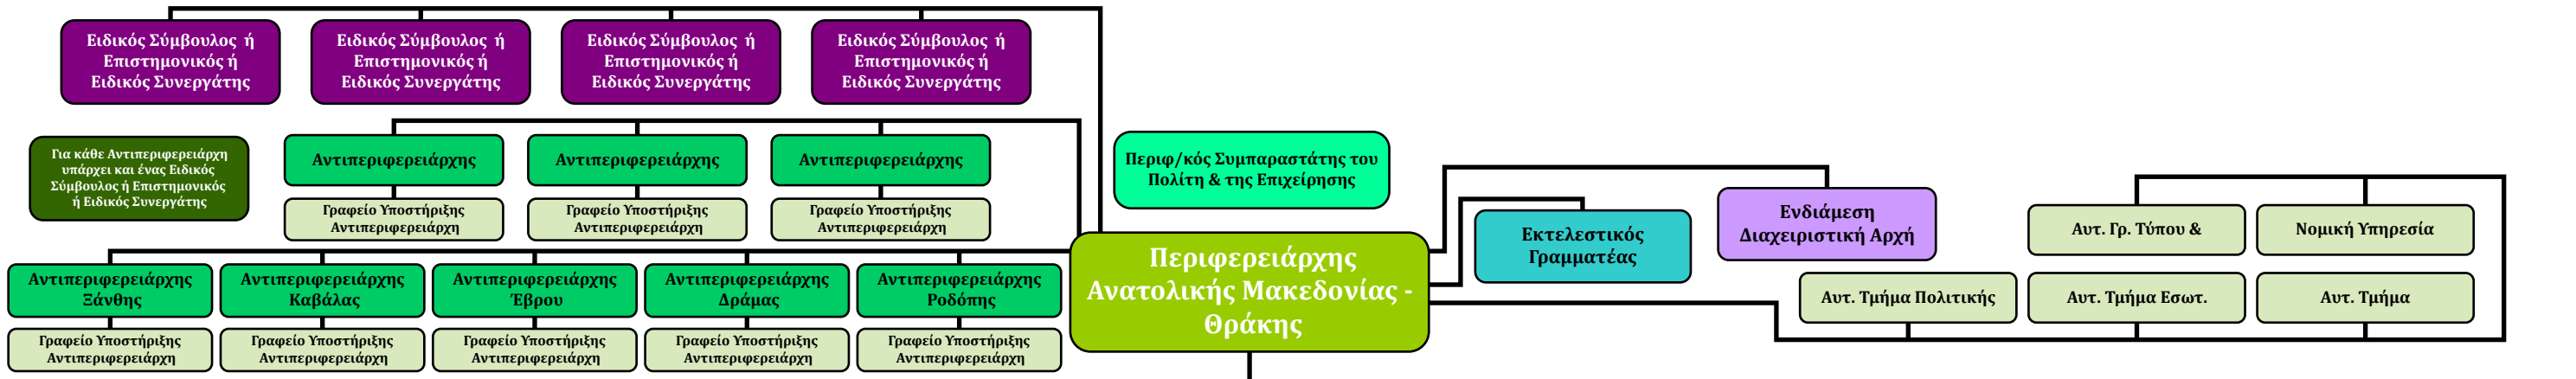 Ειδικός Σύμβουλος ή
Επιστημονικός ή
Ειδικός Συνεργάτης
Ειδικός Σύμβουλος ή
Επιστημονικός ή
Ειδικός Συνεργάτης
Ειδικός Σύμβουλος ή
Επιστημονικός ή
Ειδικός Συνεργάτης
Ειδικός Σύμβουλος ή
Επιστημονικός ή
Ειδικός Συνεργάτης
Για κάθε Αντιπεριφερειάρχη
υπάρχει και ένας Ειδικός
Σύμβουλος ή Επιστημονικός
ή Ειδικός Συνεργάτης
Αντιπεριφερειάρχης
Γραφείο Υποστήριξης
Αντιπεριφερειάρχη
Αντιπεριφερειάρχης
Γραφείο Υποστήριξης
Αντιπεριφερειάρχη
Αντιπεριφερειάρχης
Γραφείο Υποστήριξης
Αντιπεριφερειάρχη
Περιφ/κός Συμπαραστάτης του
Πολίτη & της Επιχείρησης
Αντιπεριφερειάρχης
Ξάνθης
Γραφείο Υποστήριξης
Αντιπεριφερειάρχη
Αντιπεριφερειάρχης
Καβάλας
Γραφείο Υποστήριξης
Αντιπεριφερειάρχη
Αντιπεριφερειάρχης
Έβρου
Γραφείο Υποστήριξης
Αντιπεριφερειάρχη
Αντιπεριφερειάρχης
Δράμας
Γραφείο Υποστήριξης
Αντιπεριφερειάρχη
Αντιπεριφερειάρχης
Ροδόπης
Γραφείο Υποστήριξης
Αντιπεριφερειάρχη
Περιφερειάρχης
Ανατολικής Μακεδονίας -
Θράκης
Εκτελεστικός
Γραμματέας
Ενδιάμεση
Διαχειριστική Αρχή
Αυτ. Γρ. Τύπου &
Νομική Υπηρεσία
Αυτ. Τμήμα Πολιτικής
Αυτ. Τμήμα Εσωτ.
Αυτ. Τμήμα